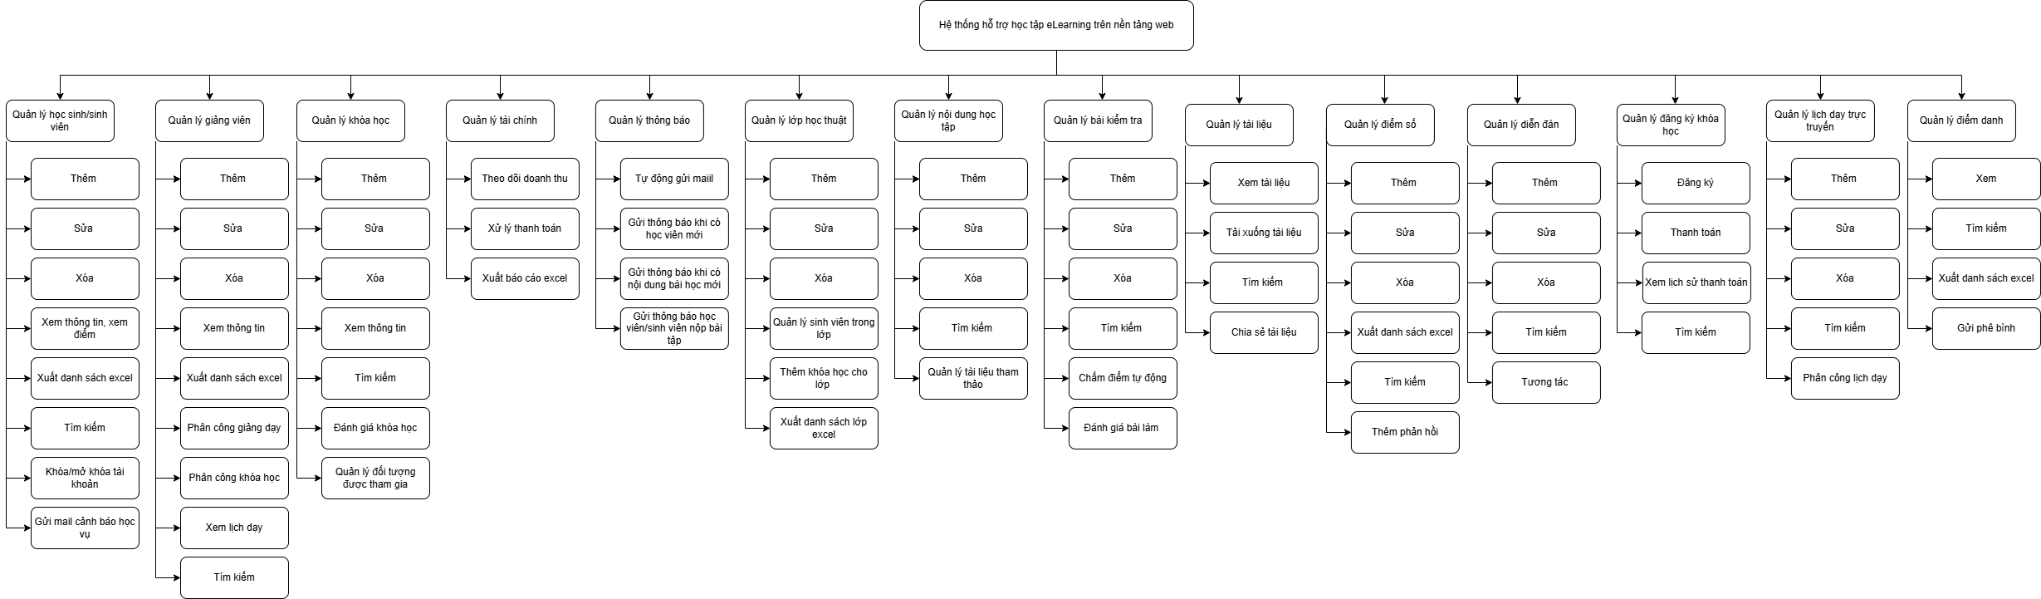 Hệ thống hỗ trợ học tập eLearning trên nền tảng web
Quản lý học sinh/sinh
viên
Thêm
Sửa
Xóa
Xem thông tin, xem
điểm
Xuất danh sách excel
Tìm kiếm
Khóa/mở khóa tài
khoản
Gửi mail cảnh báo học
vụ
Quản lý giảng viên
Thêm
Sửa
Xóa
Xem thông tin
Xuất danh sách excel
Phân công giảng dạy
Phân công khóa học
Xem lịch dạy
Tìm kiếm
Quản lý khóa học
Thêm
Sửa
Xóa
Xem thông tin
Tìm kiếm
Đánh giá khóa học
Quản lý đối tượng
được tham gia
Quản lý tài chính
Theo dõi doanh thu
Xử lý thanh toán
Xuất báo cáo excel
Quản lý thông báo
Tự động gửi maiil
Gửi thông báo khi có
học viên mới
Gửi thông báo khi có
nội dung bài học mới
Gửi thông báo học
viên/sinh viên nộp bài
tập
Quản lý lớp học thuật
Thêm
Sửa
Xóa
Quản lý sinh viên trong
lớp
Thêm khóa học cho
lớp
Xuất danh sách lớp
excel
Quản lý nội dung học
tập
Thêm
Sửa
Xóa
Tìm kiếm
Quản lý tài liệu tham
thảo
Quản lý bài kiểm tra
Thêm
Sửa
Xóa
Tìm kiếm
Chấm điểm tự động
Đánh giá bài làm
Quản lý tài liệu
Xem tài liệu
Tải xuống tài liệu
Tìm kiếm
Chia sẻ tài liệu
Quản lý điểm số
Thêm
Sửa
Xóa
Xuất danh sách excel
Tìm kiếm
Thêm phản hồi
Quản lý diễn đàn
Thêm
Sửa
Xóa
Tìm kiếm
Tương tác
Quản lý đăng ký khóa
học
Đăng ký
Thanh toán
Xem lịch sử thanh toán
Tìm kiếm
Quản lý lịch dạy trực
truyến
Thêm
Sửa
Xóa
Tìm kiếm
Phân công lịch dạy
Quản lý điểm danh
Xem
Tìm kiếm
Xuất danh sách excel
Gửi phê bình